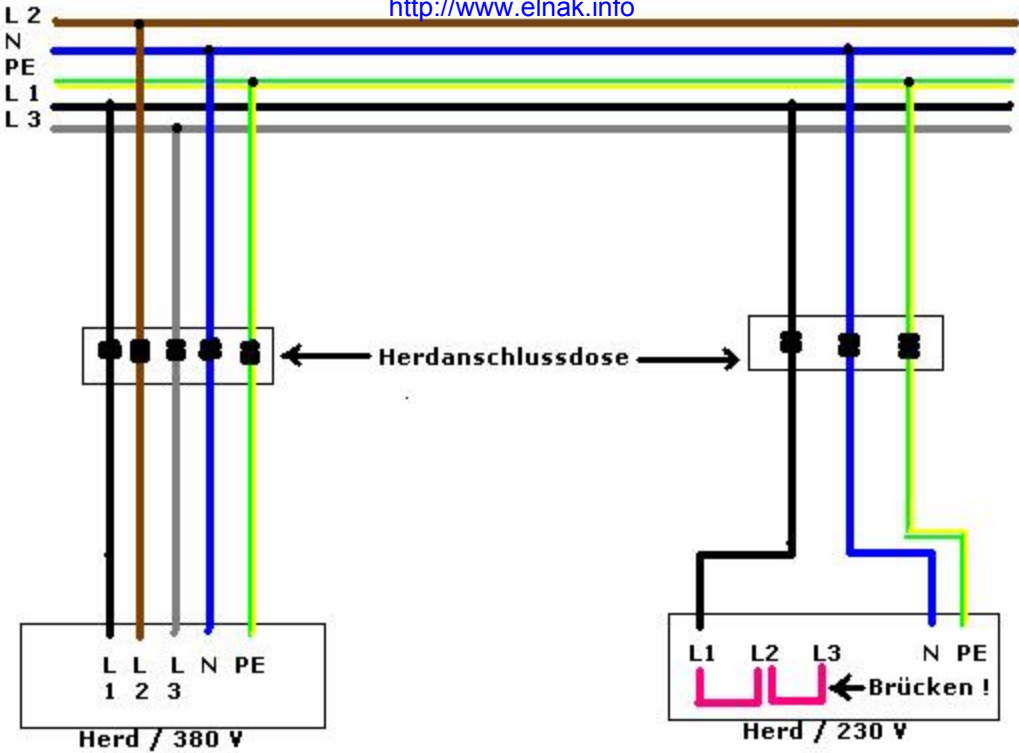 http://www.elnak.info
L 2
N
PE
L 1
L 3
Herdanschlussdose
L L L N PE
1 2 3
Herd / 380 V
L1 L2 L3 N PE
Brücken !
Herd / 230 V